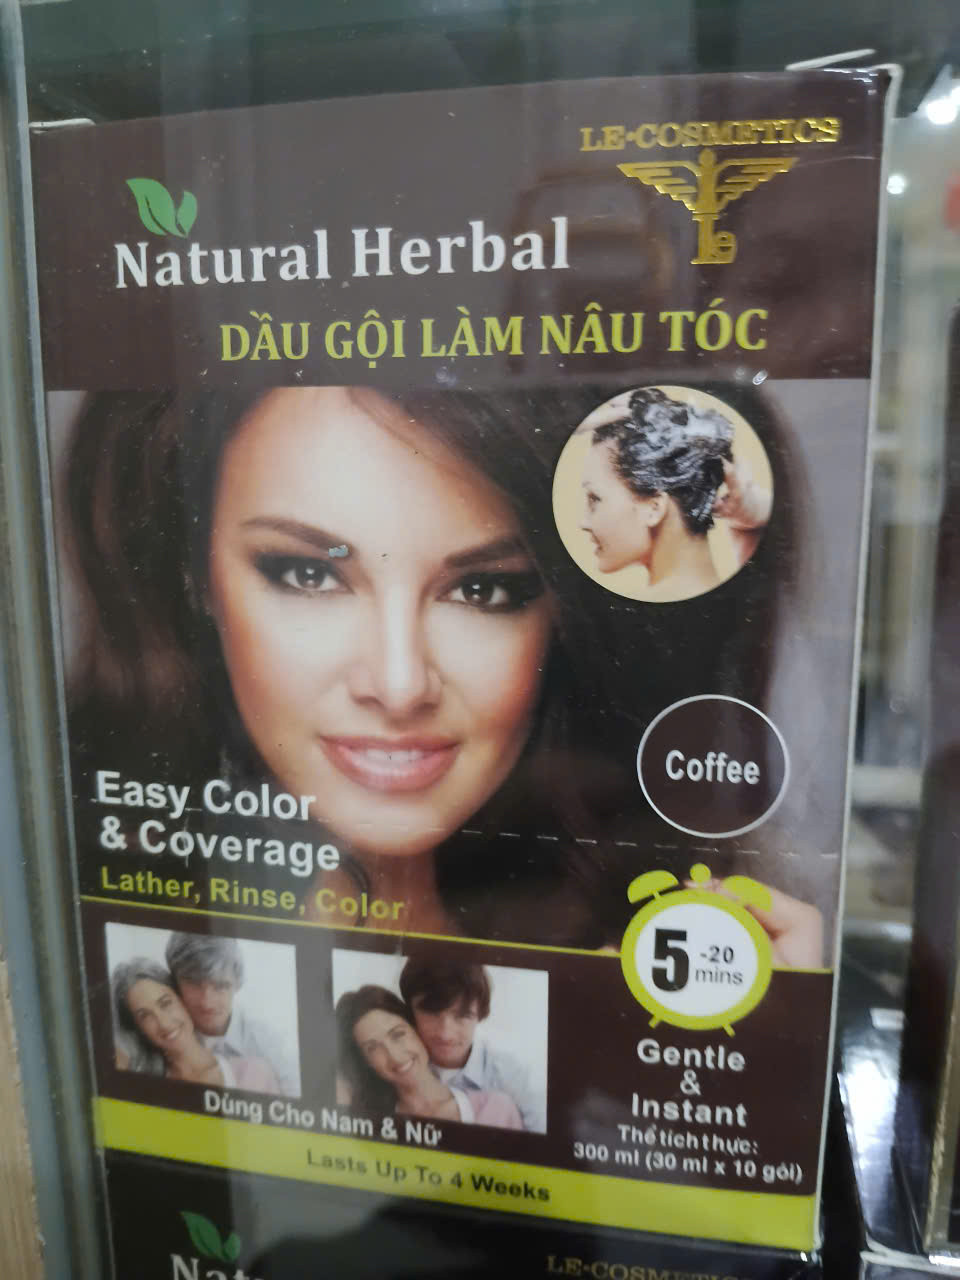 LE-COSMETICS
Le
Natural Herbal
DẦU GỘI LÀM NÂU TÓC
Coffee
Easy Color
& Coverage
Lather, Rinse, Color
5 -20
mins
Gentle
&
Instant
Thể tích thực:
300 ml (30 ml x 10 gói)
Dùng Cho Nam & Nữ
Lasts Up To 4 Weeks
LE-COSMETICS